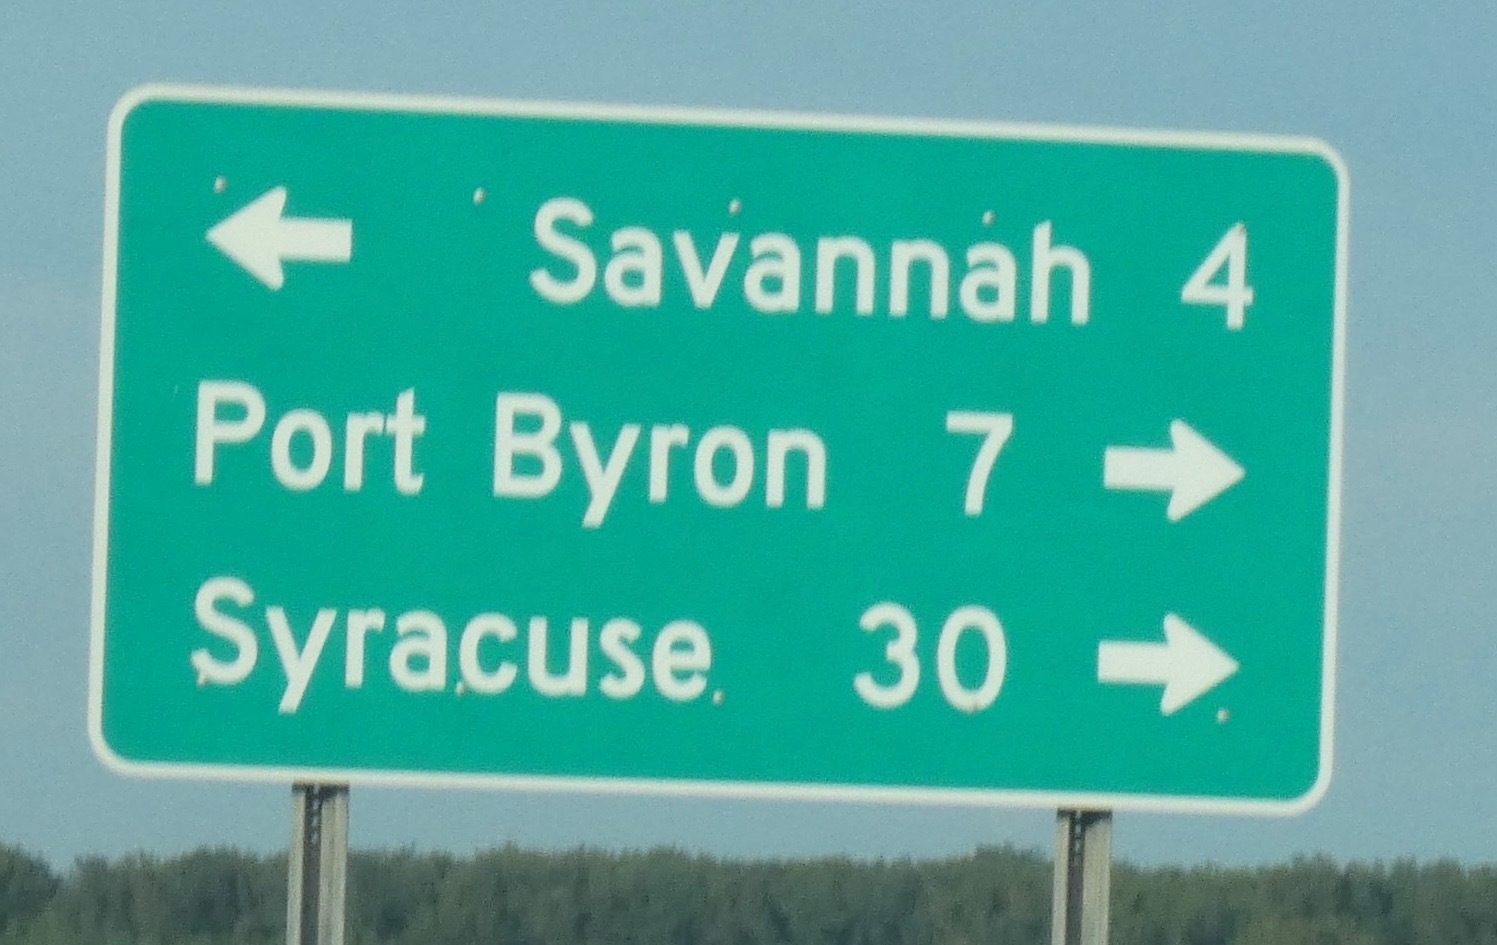 ← Savannah 4
Port Byron 7 →
Syracuse 30 →